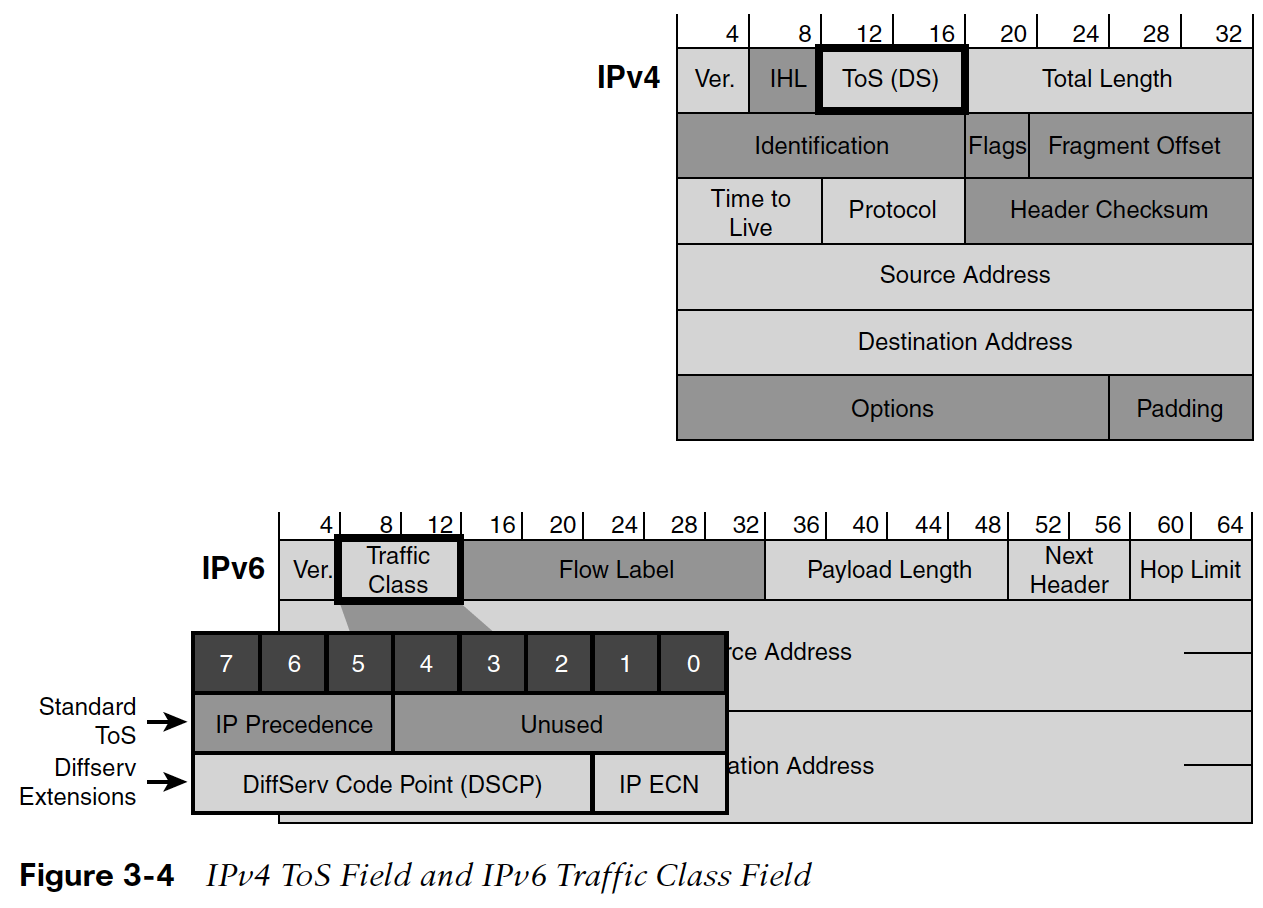 4 8 12 16 20 24 28 32
IPv4 Ver. IHL ToS (DS) Total Length
Identification Flags Fragment Offset
Time to
Live
Protocol Header Checksum
Source Address
Destination Address
Options Padding
4 8 12 16 20 24 28 32 36 40 44 48 52 56 60 64
IPv6 Ver.
Traffic
Class
Flow Label Payload Length
Next
Header
Hop Limit
rce Address
7 6 5 4 3 2 1 0
Standard
ToS
IP Precedence Unused
ation Address
Diffserv
Extensions
DiffServ Code Point (DSCP) IP ECN
Figure 3-4 IPv4 ToS Field and IPv6 Traffic Class Field